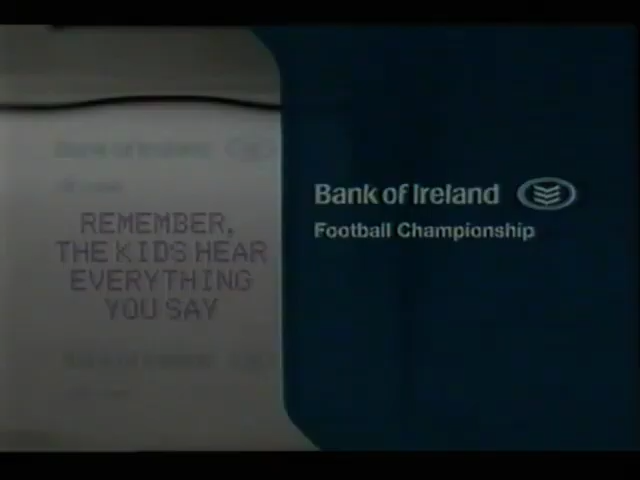 REMEMBER,
THE KIDS HEAR
EVERYTHING
YOU SAY
Bank of Ireland
Football Championship